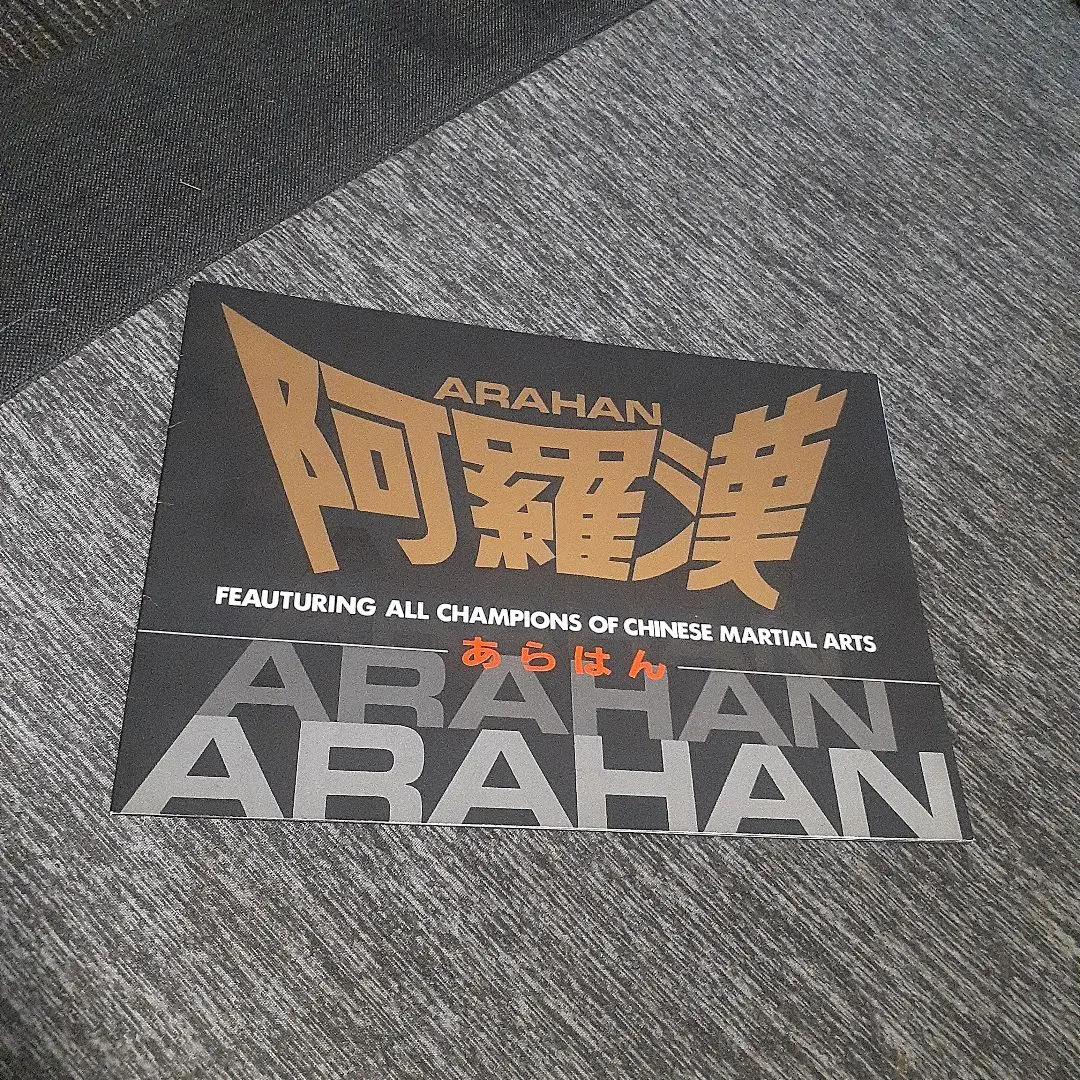 ARAHAN
阿羅漢
FEAUTURING ALL CHAMPIONS OF CHINESE MARTIAL ARTS
あらはん
ARAHAN
ARAHAN